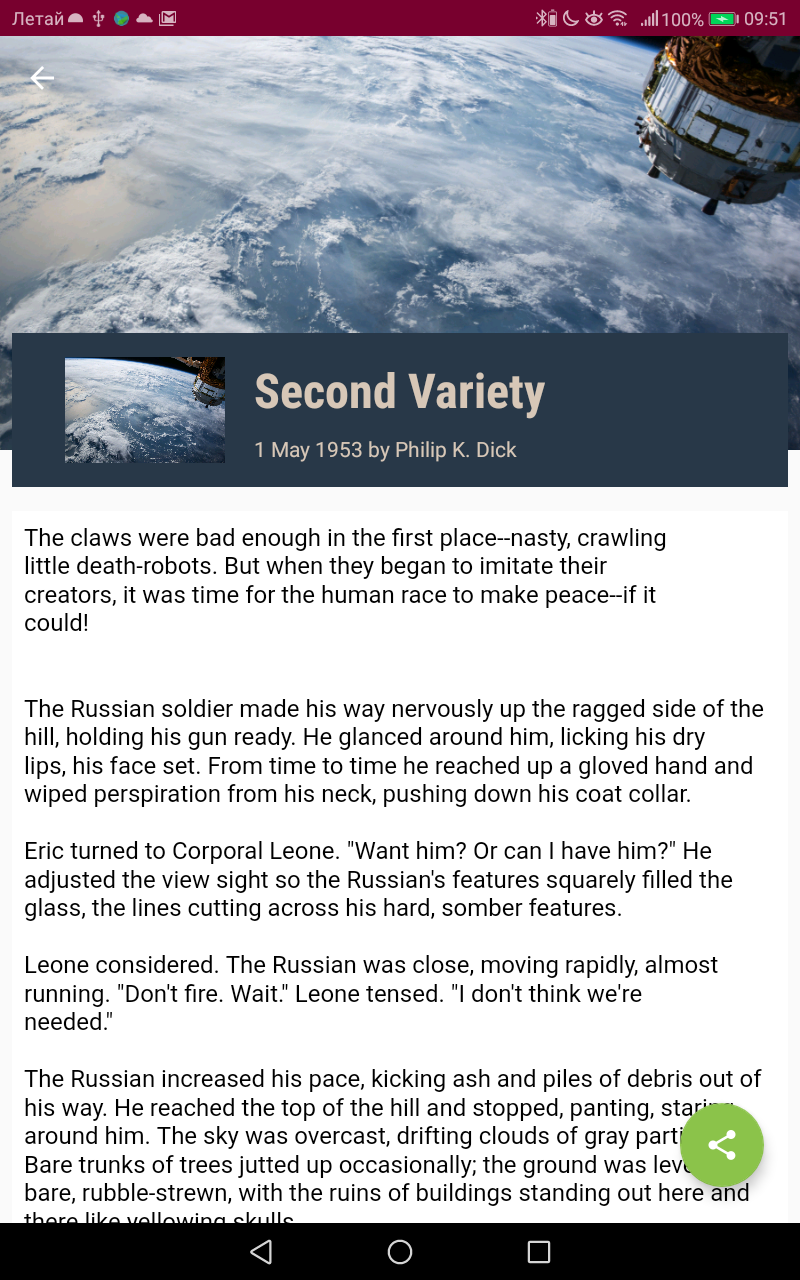 Летай 100% 09:51
Second Variety
1 May 1953 by Philip K. Dick
The claws were bad enough in the first place--nasty, crawling
little death-robots. But when they began to imitate their
creators, it was time for the human race to make peace--if it
could!
The Russian soldier made his way nervously up the ragged side of the
hill, holding his gun ready. He glanced around him, licking his dry
lips, his face set. From time to time he reached up a gloved hand and
wiped perspiration from his neck, pushing down his coat collar.
Eric turned to Corporal Leone. "Want him? Or can I have him?" He
adjusted the view sight so the Russian's features squarely filled the
glass, the lines cutting across his hard, somber features.
Leone considered. The Russian was close, moving rapidly, almost
running. "Don't fire. Wait." Leone tensed. "I don't think we're
needed."
The Russian increased his pace, kicking ash and piles of debris out of
his way. He reached the top of the hill and stopped, panting, staring
around him. The sky was overcast, drifting clouds of gray
Bare trunks of trees jutted up occasionally; the ground was
bare, rubble-strewn, with the ruins of buildings standing out here and
there like yellowing skulls.